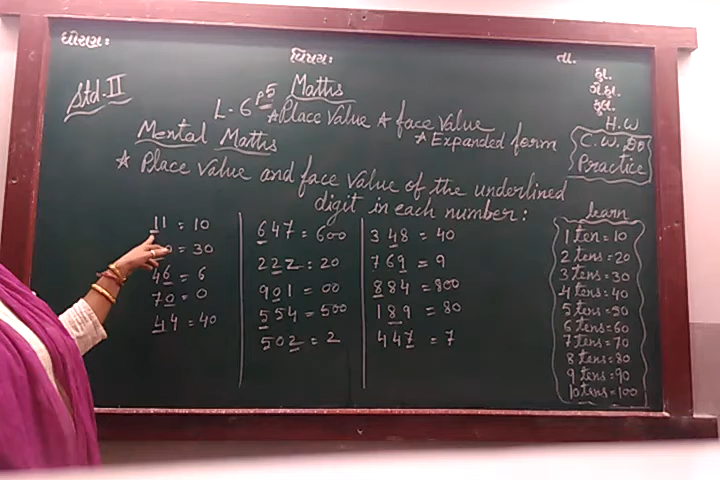 ધોરણઃ
વિષયઃ
તા.
કુા.
ગે.હા.
કુલ.
Std. II
Maths
L-6 P5
* Place Value * face Value
* Expanded form
H.W
C.W. Do
Practice
Mental Maths
* Place Value and face Value of the underlined
digit in each number:
11 = 10
= 30
46 = 6
70 = 0
44 = 40
647 = 600
222 = 20
901 = 00
554 = 500
502 = 2
348 = 40
769 = 9
884 = 800
189 = 80
447 = 7
learn
1 ten = 10
2 tens = 20
3 tens = 30
4 tens = 40
5 tens = 50
6 tens = 60
7 tens = 70
8 tens = 80
9 tens = 90
10 tens = 100